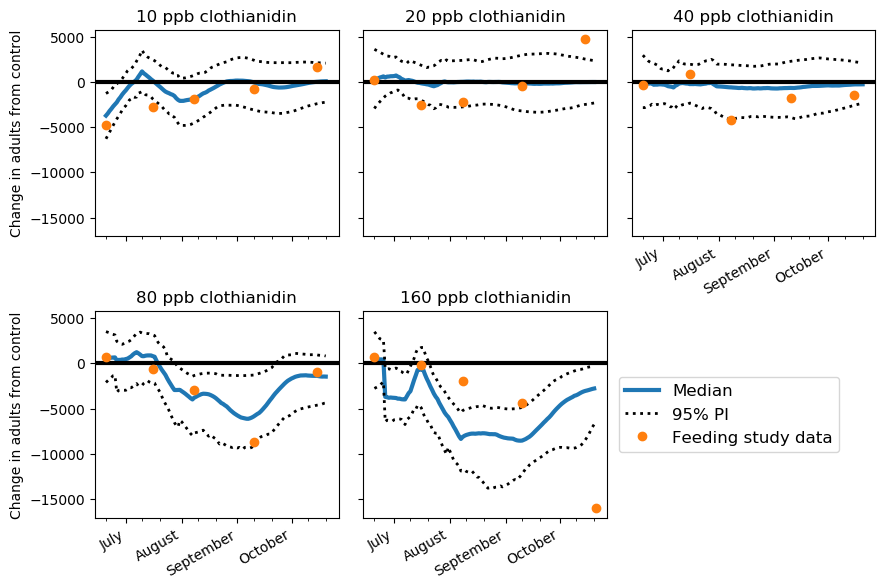 10 ppb clothianidin
20 ppb clothianidin
40 ppb clothianidin
Change in adults from control
5000
0
−5000
−10000
−15000
July
August
September
October
80 ppb clothianidin
160 ppb clothianidin
Change in adults from control
5000
0
−5000
−10000
−15000
July
August
September
October
July
August
September
October
Median
95% PI
Feeding study data